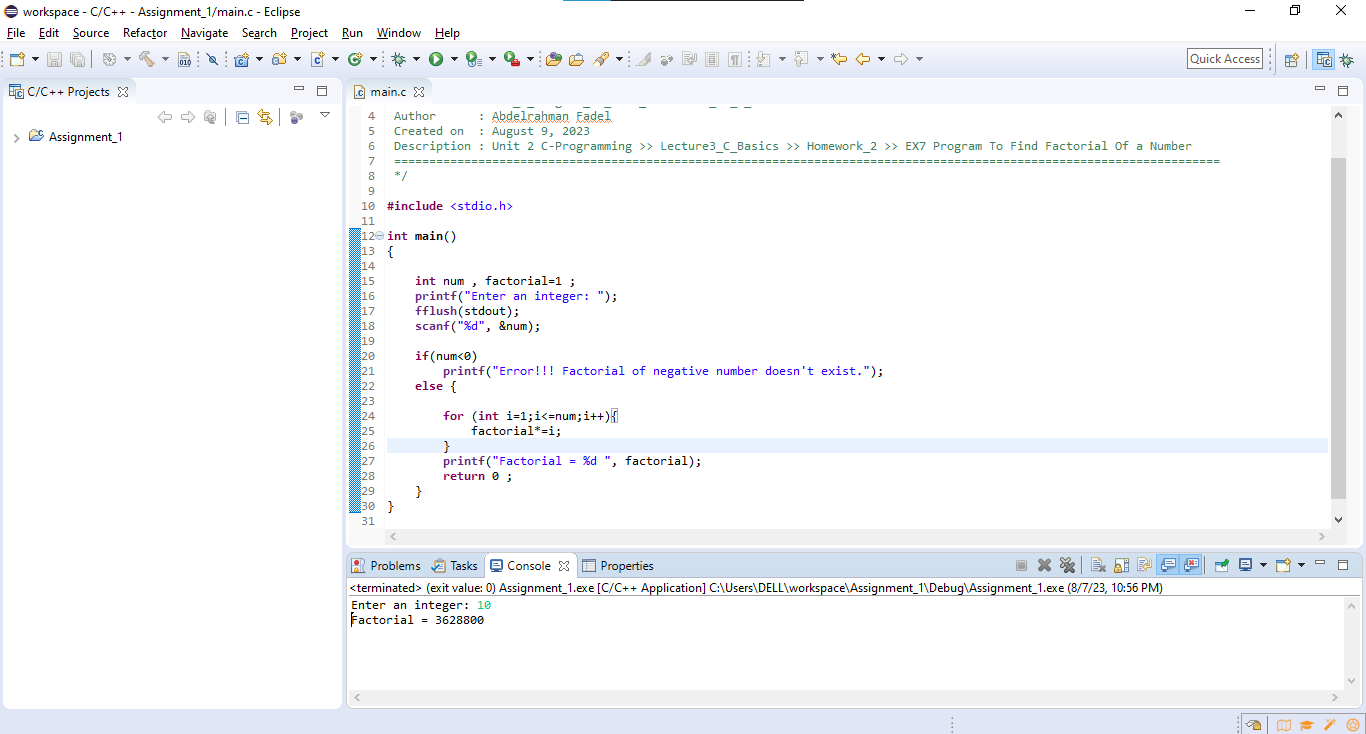 workspace - C/C++ - Assignment_1/main.c - Eclipse
File Edit Source Refactor Navigate Search Project Run Window Help
Quick Access
C/C++ Projects
main.c
Assignment_1
4 Author : Abdelrahman Fadel
5 Created on : August 9, 2023
6 Description : Unit 2 C-Programming >> Lecture3_C_Basics >> Homework_2 >> EX7 Program To Find Factorial Of a Number
7 ======================================================================================================================
8 */
9
10 #include <stdio.h>
11
12 int main()
13 {
14
15 int num , factorial=1 ;
16 printf("Enter an integer: ");
17 fflush(stdout);
18 scanf("%d", &num);
19
20 if(num<0)
21 printf("Error!!! Factorial of negative number doesn't exist.");
22 else {
23
24 for (int i=1;i<=num;i++){
25 factorial*=i;
26 }
27 printf("Factorial = %d ", factorial);
28 return 0 ;
29 }
30 }
31
Problems Tasks Console Properties
<terminated> (exit value: 0) Assignment_1.exe [C/C++ Application] C:\Users\DELL\workspace\Assignment_1\Debug\Assignment_1.exe (8/7/23, 10:56 PM)
Enter an integer: 10
Factorial = 3628800